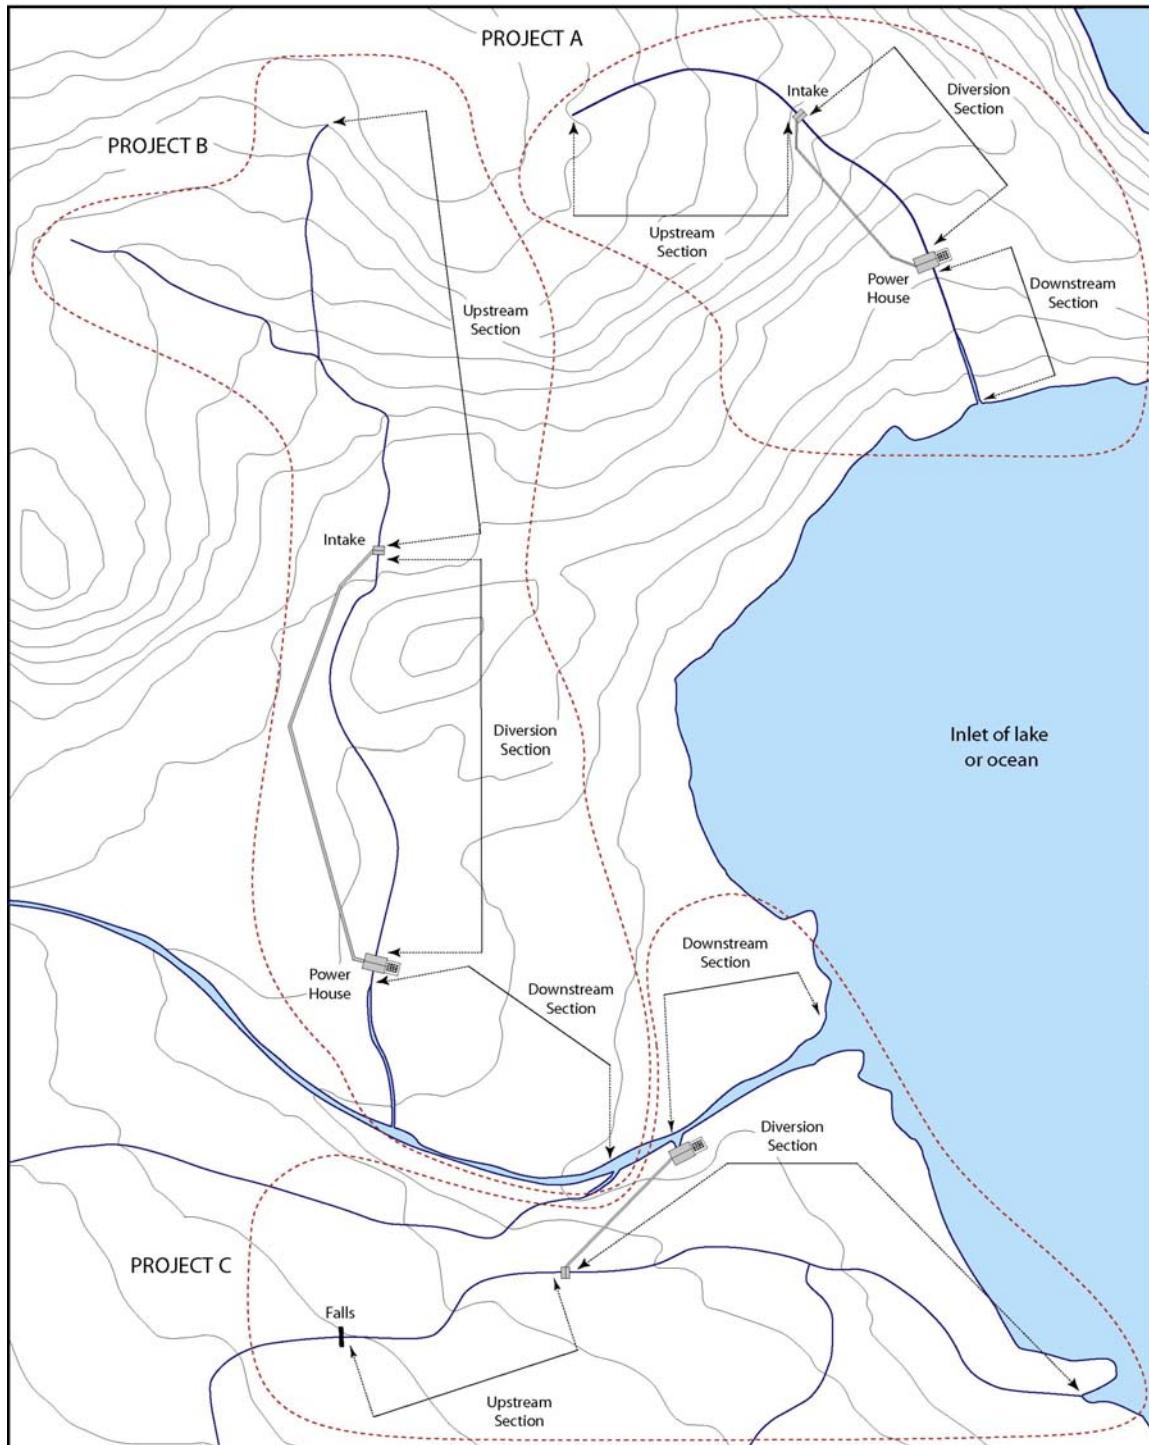 PROJECT A
Intake
Diversion
Section
PROJECT B
Upstream
Section
Power
House
Downstream
Section
Upstream
Section
Intake
Diversion
Section
Inlet of lake
or ocean
Power
House
Downstream
Section
Downstream
Section
Diversion
Section
PROJECT C
Falls
Upstream
Section